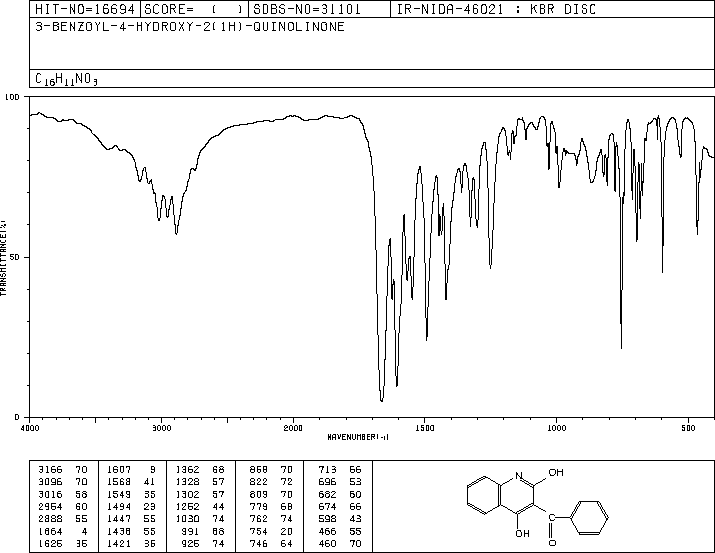 HIT-NO=16694 SCORE= ( ) SDBS-NO=31101 IR-NIDA-46021 : KBR DISC
3-BENZOYL-4-HYDROXY-2(1H)-QUINOLINONE
C16H11NO3
100
50
0
TRANSMITTANCE(%)
4000 3000 2000 1500 1000 500
WAVENUMBER(-1)
3166 70 1607 9 1362 68 868 70 713 66
3096 70 1568 41 1328 57 822 72 696 53
3016 58 1549 35 1302 57 809 70 682 60
2954 60 1494 23 1252 44 779 68 674 66
2888 55 1447 55 1030 74 762 74 598 43
1664 4 1438 55 991 68 754 20 466 55
1625 35 1421 35 925 74 746 64 460 70
N OH
OH O